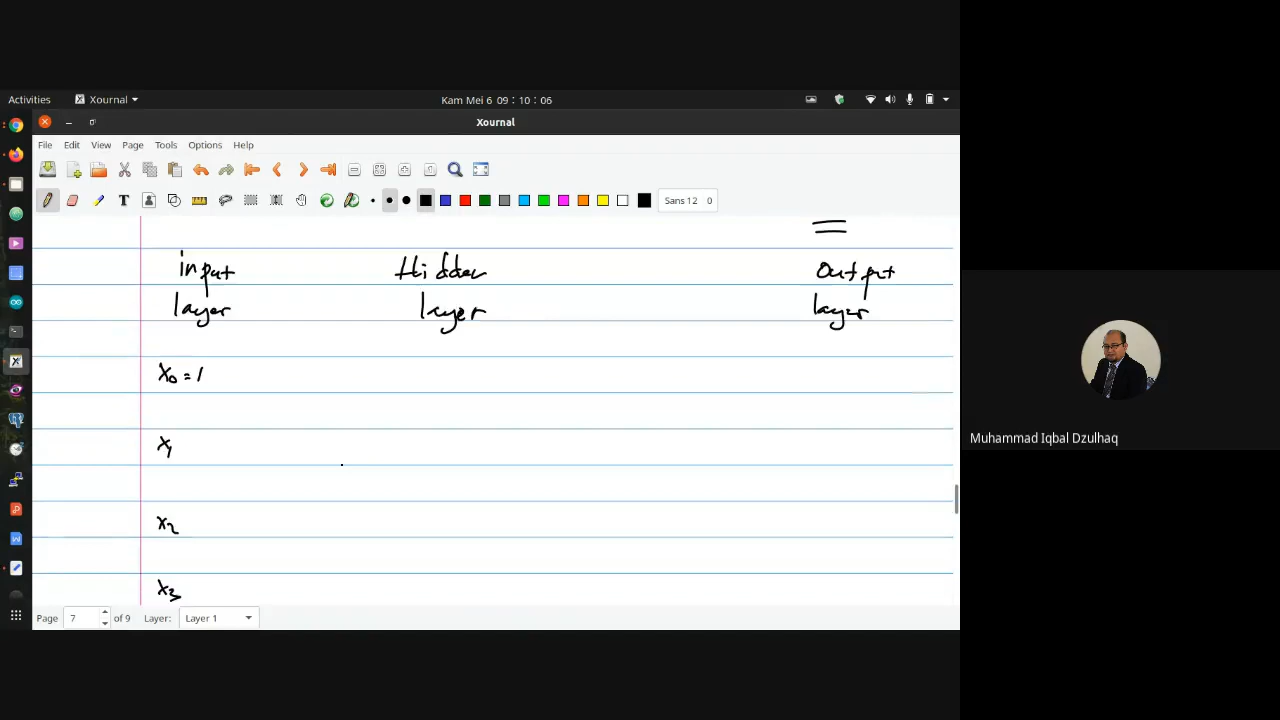 Activities Xournal Kam Mei 6 09:10:06
Xournal
File Edit View Page Tools Options Help
Sans 12 0
input Hidden output
layer layer layer
x₀ = 1
x₁
x₂
x₃
Muhammad Iqbal Dzulhaq
Page 7 of 9 Layer: Layer 1